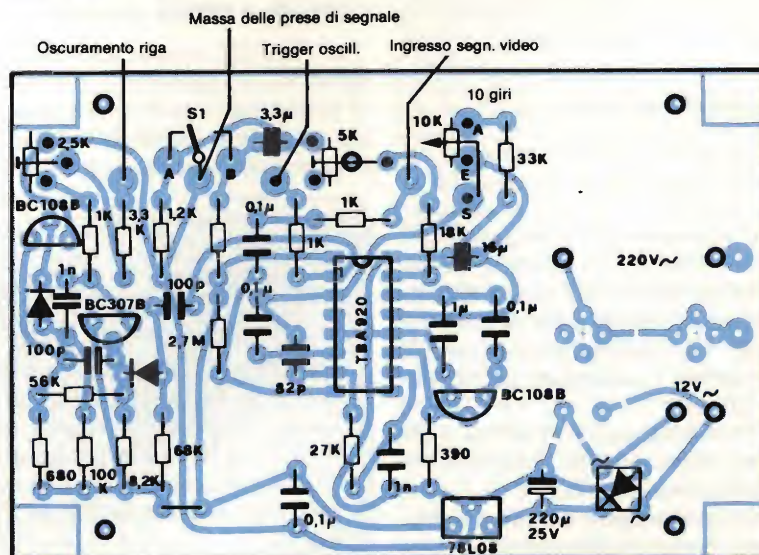 Massa delle prese di segnale
Oscuramento riga
Trigger oscill.
Ingresso segn. video
S1
3,3μ
10 giri
2,5K
5K
10K
A
33K
A
B
E
S
BC108B
1K
3,3
K
1,2K
0,1μ
1K
1K
18K
16μ
220V~
1n
BC307B
100p
0,1μ
1
TBA920
1μ
0,1μ
100p
2,7M
82p
BC108B
12V~
56K
680
100
K
8,2K
68K
27K
1n
390
0,1μ
78L08
220μ
25V
~
~